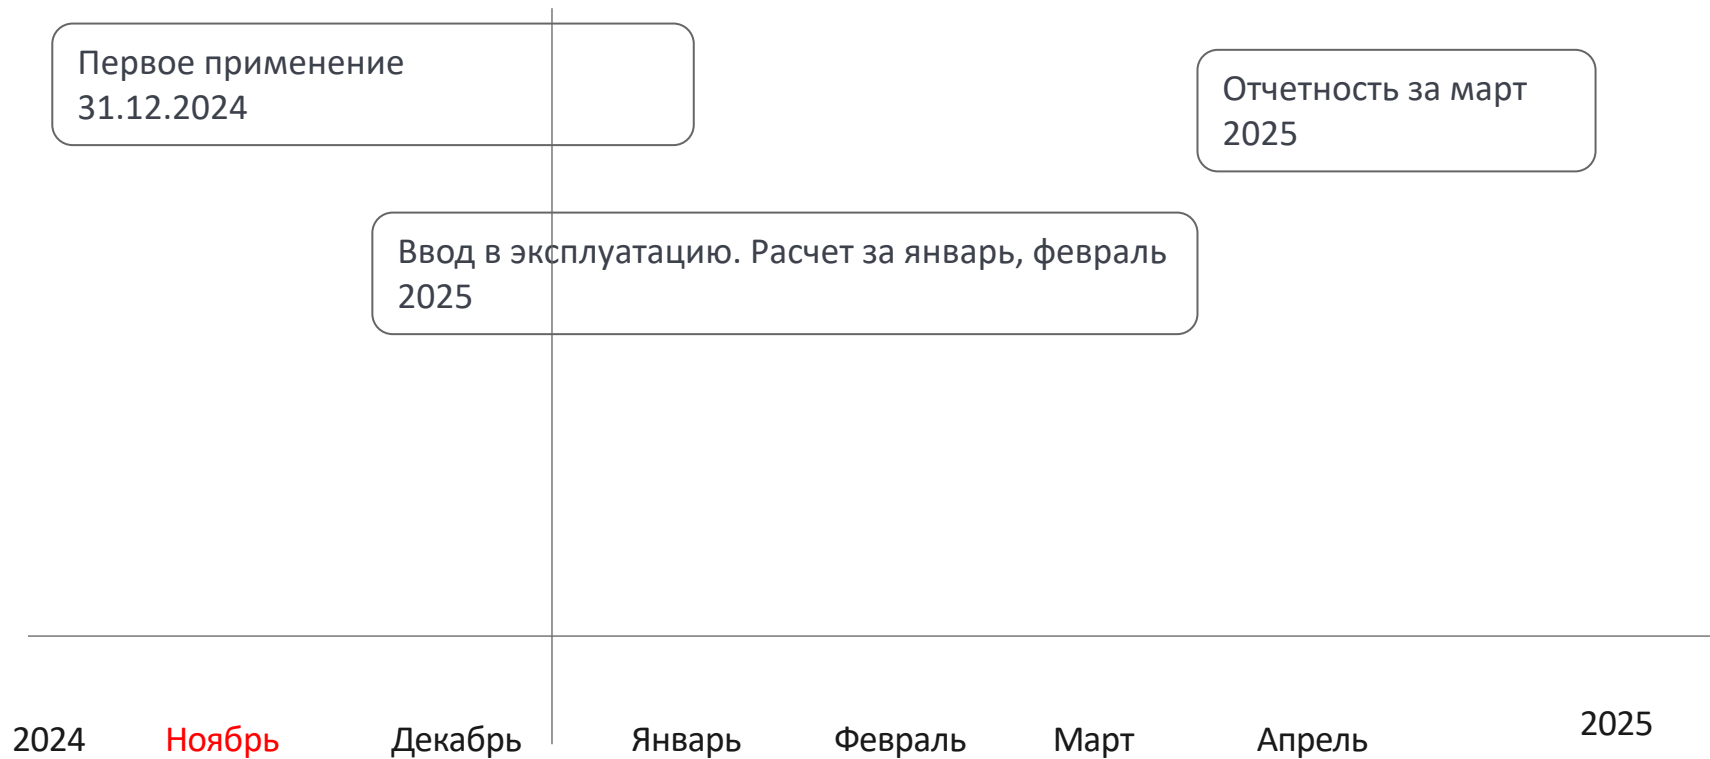 Первое применение
31.12.2024
Отчетность за март
2025
Ввод в эксплуатацию. Расчет за январь, февраль
2025
2024 Ноябрь Декабрь Январь Февраль Март Апрель 2025